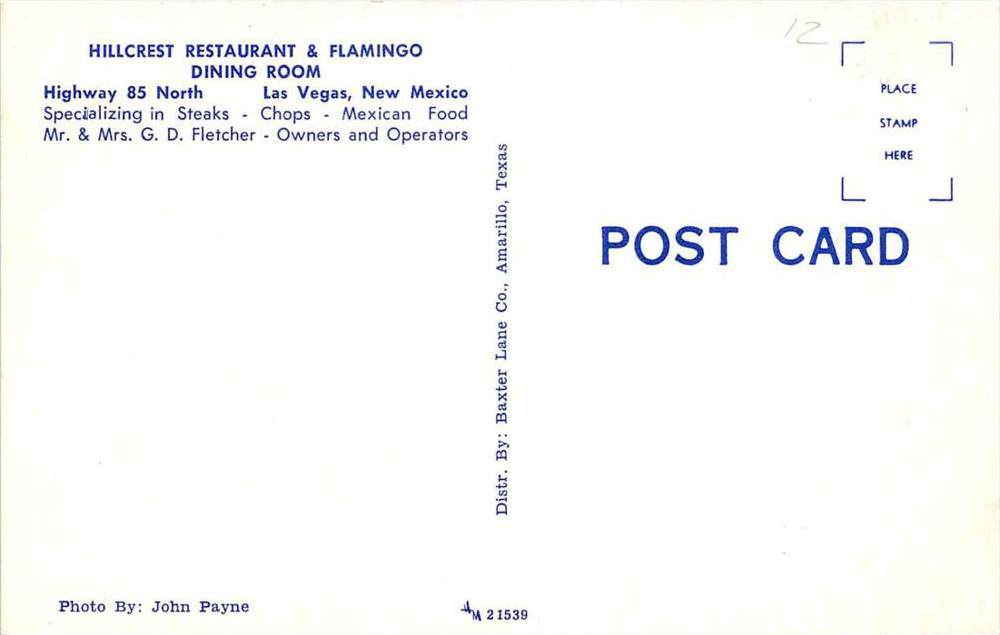 HILLCREST RESTAURANT & FLAMINGO
DINING ROOM
Highway 85 North Las Vegas, New Mexico
Specializing in Steaks - Chops - Mexican Food
Mr. & Mrs. G. D. Fletcher - Owners and Operators
Photo By: John Payne
Distr. By: Baxter Lane Co., Amarillo, Texas
M 21539
12
PLACE
STAMP
HERE
POST CARD